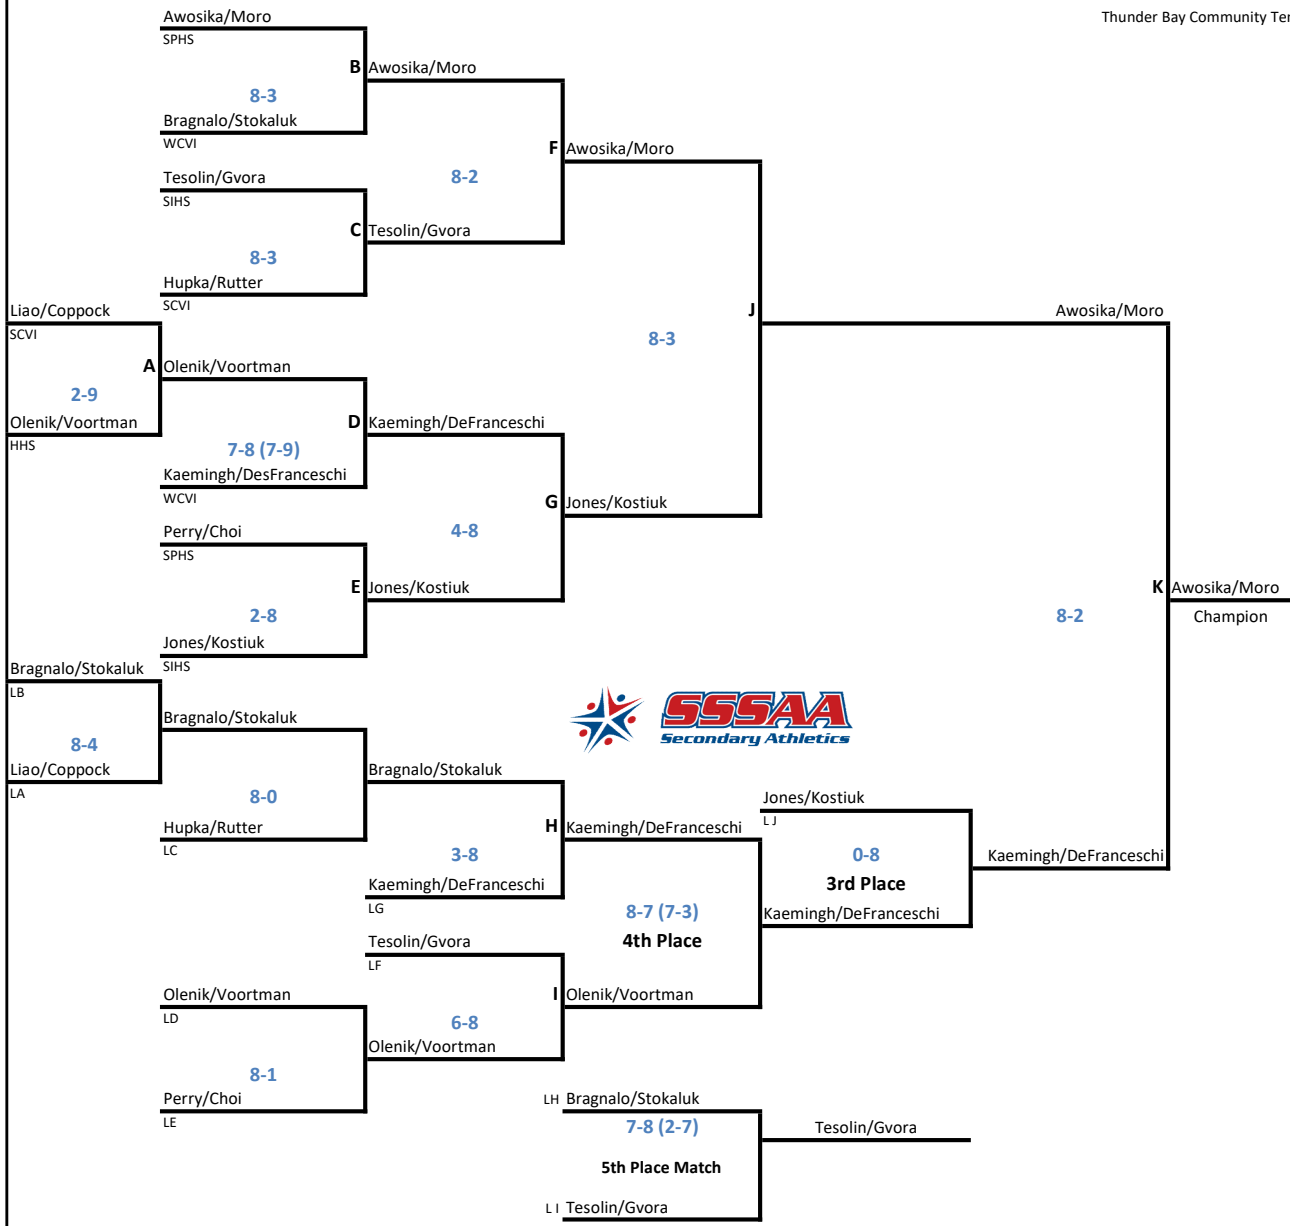 Awosika/Moro
Thunder Bay Community Ter
SPHS
B Awosika/Moro
8-3
Bragnalo/Stokaluk
WCVI
F Awosika/Moro
Tesolin/Gvora
8-2
SIHS
C Tesolin/Gvora
8-3
Hupka/Rutter
SCVI
Liao/Coppock
J
Awosika/Moro
SCVI
8-3
A Olenik/Voortman
2-9
Olenik/Voortman
D Kaemingh/DeFranceschi
HHS
7-8 (7-9)
Kaemingh/DesFranceschi
WCVI
G Jones/Kostiuk
Perry/Choi
4-8
SPHS
E Jones/Kostiuk
K Awosika/Moro
2-8
8-2
Champion
Jones/Kostiuk
SIHS
Bragnalo/Stokaluk
LB
Bragnalo/Stokaluk
SSSAA
Secondary Athletics
8-4
Liao/Coppock
Bragnalo/Stokaluk
LA
8-0
Jones/Kostiuk
L J
Hupka/Rutter
H Kaemingh/DeFranceschi
LC
3-8
0-8
Kaemingh/DeFranceschi
3rd Place
Kaemingh/DeFranceschi
LG
8-7 (7-3)
Kaemingh/DeFranceschi
4th Place
Tesolin/Gvora
LF
Olenik/Voortman
I Olenik/Voortman
LD
6-8
Olenik/Voortman
8-1
Perry/Choi
LH Bragnalo/Stokaluk
LE
7-8 (2-7)
Tesolin/Gvora
5th Place Match
L I Tesolin/Gvora